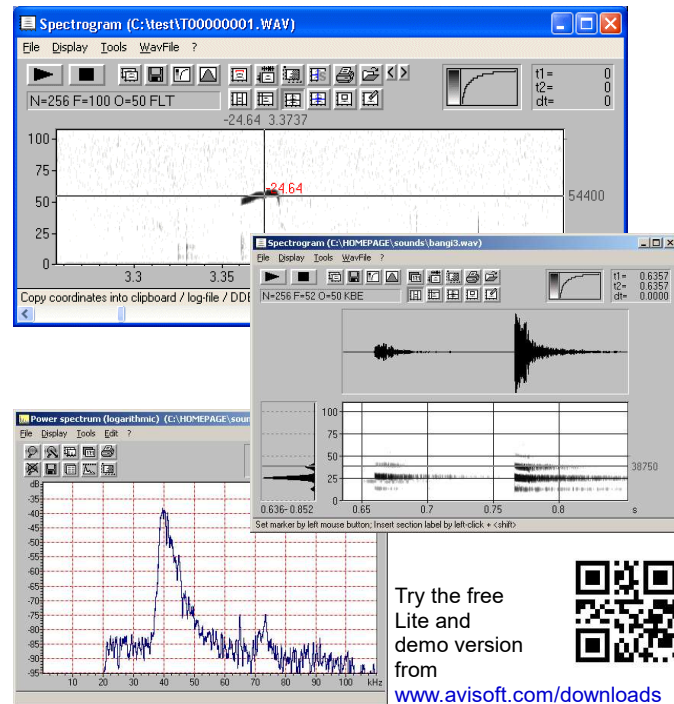 Spectrogram (C:\test\T00000001.WAV)
File Display Tools WavFile ?
N=256 F=100 O=50 FLT
t1= 0
t2= 0
dt= 0
-24.64 3.3737
100
75
50
25
0
-24.64
54400
3.3 3.35
Copy coordinates into clipboard / log-file / DDE
Spectrogram (C:\HOMEPAGE\sounds\bangi3.wav)
File Display Tools WavFile ?
N=256 F=52 O=50 KBE
t1= 0.6357
t2= 0.6357
dt= 0.0000
100
75
50
25
0
38750
0.636- 0.852 0.65 0.7 0.75 0.8 s
Set marker by left mouse button; Insert section label by left-click + <shift>
Power spectrum (logarithmic) (C:\HOMEPAGE\soun
File Display Tools Edit ?
dB
-35
-40
-45
-50
-55
-60
-65
-70
-75
-80
-85
-90
-95
10 20 30 40 50 60 70 80 90 100 kHz
Try the free
Lite and
demo version
from
www.avisoft.com/downloads